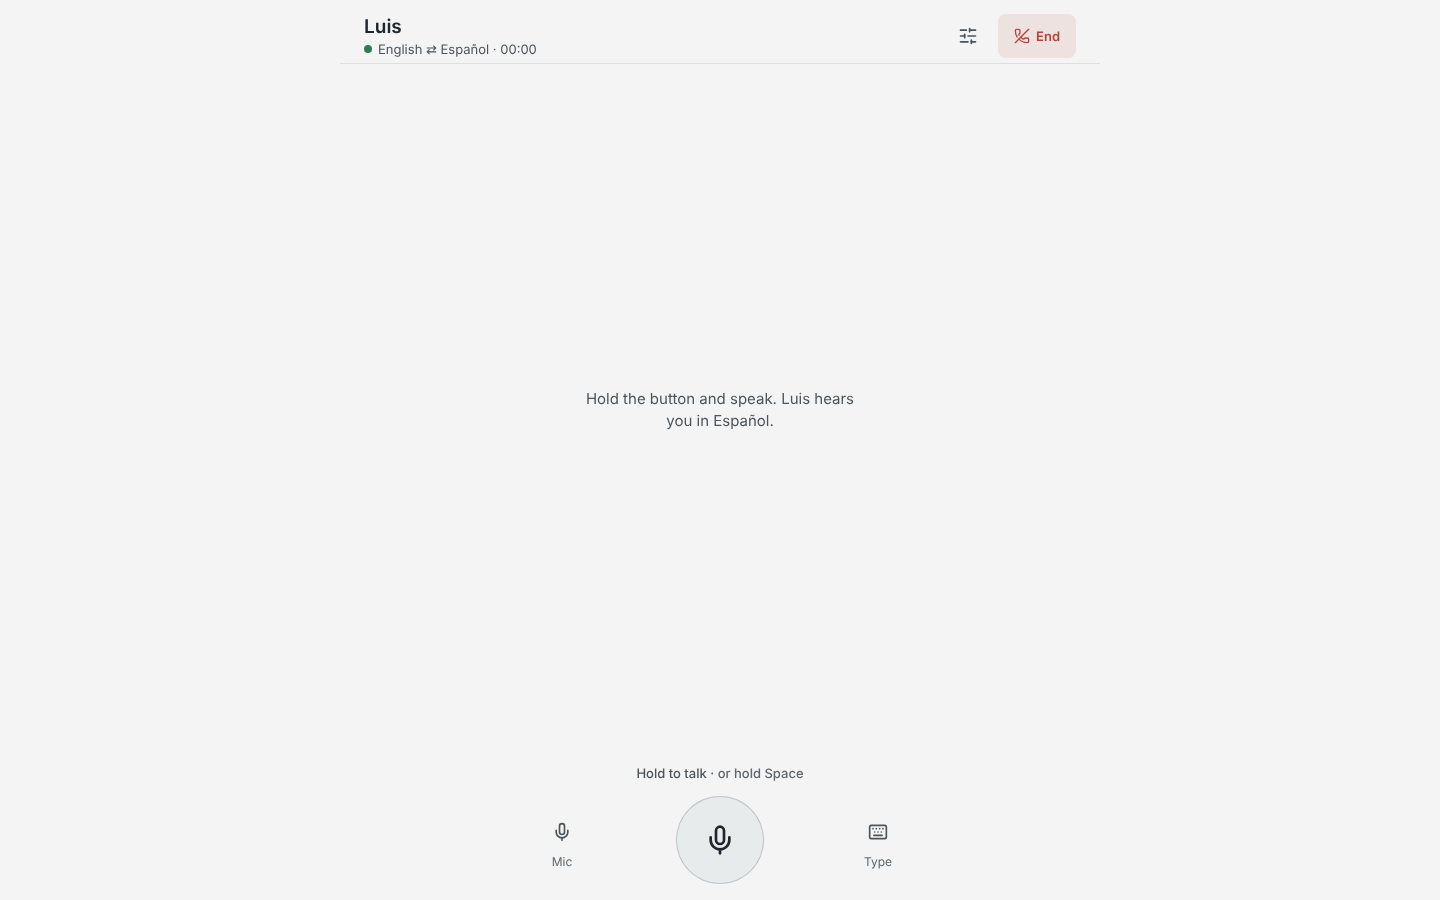 Luis
English ⇄ Español · 00:00
End
Hold the button and speak. Luis hears
you in Español.
Hold to talk · or hold Space
Mic
Type